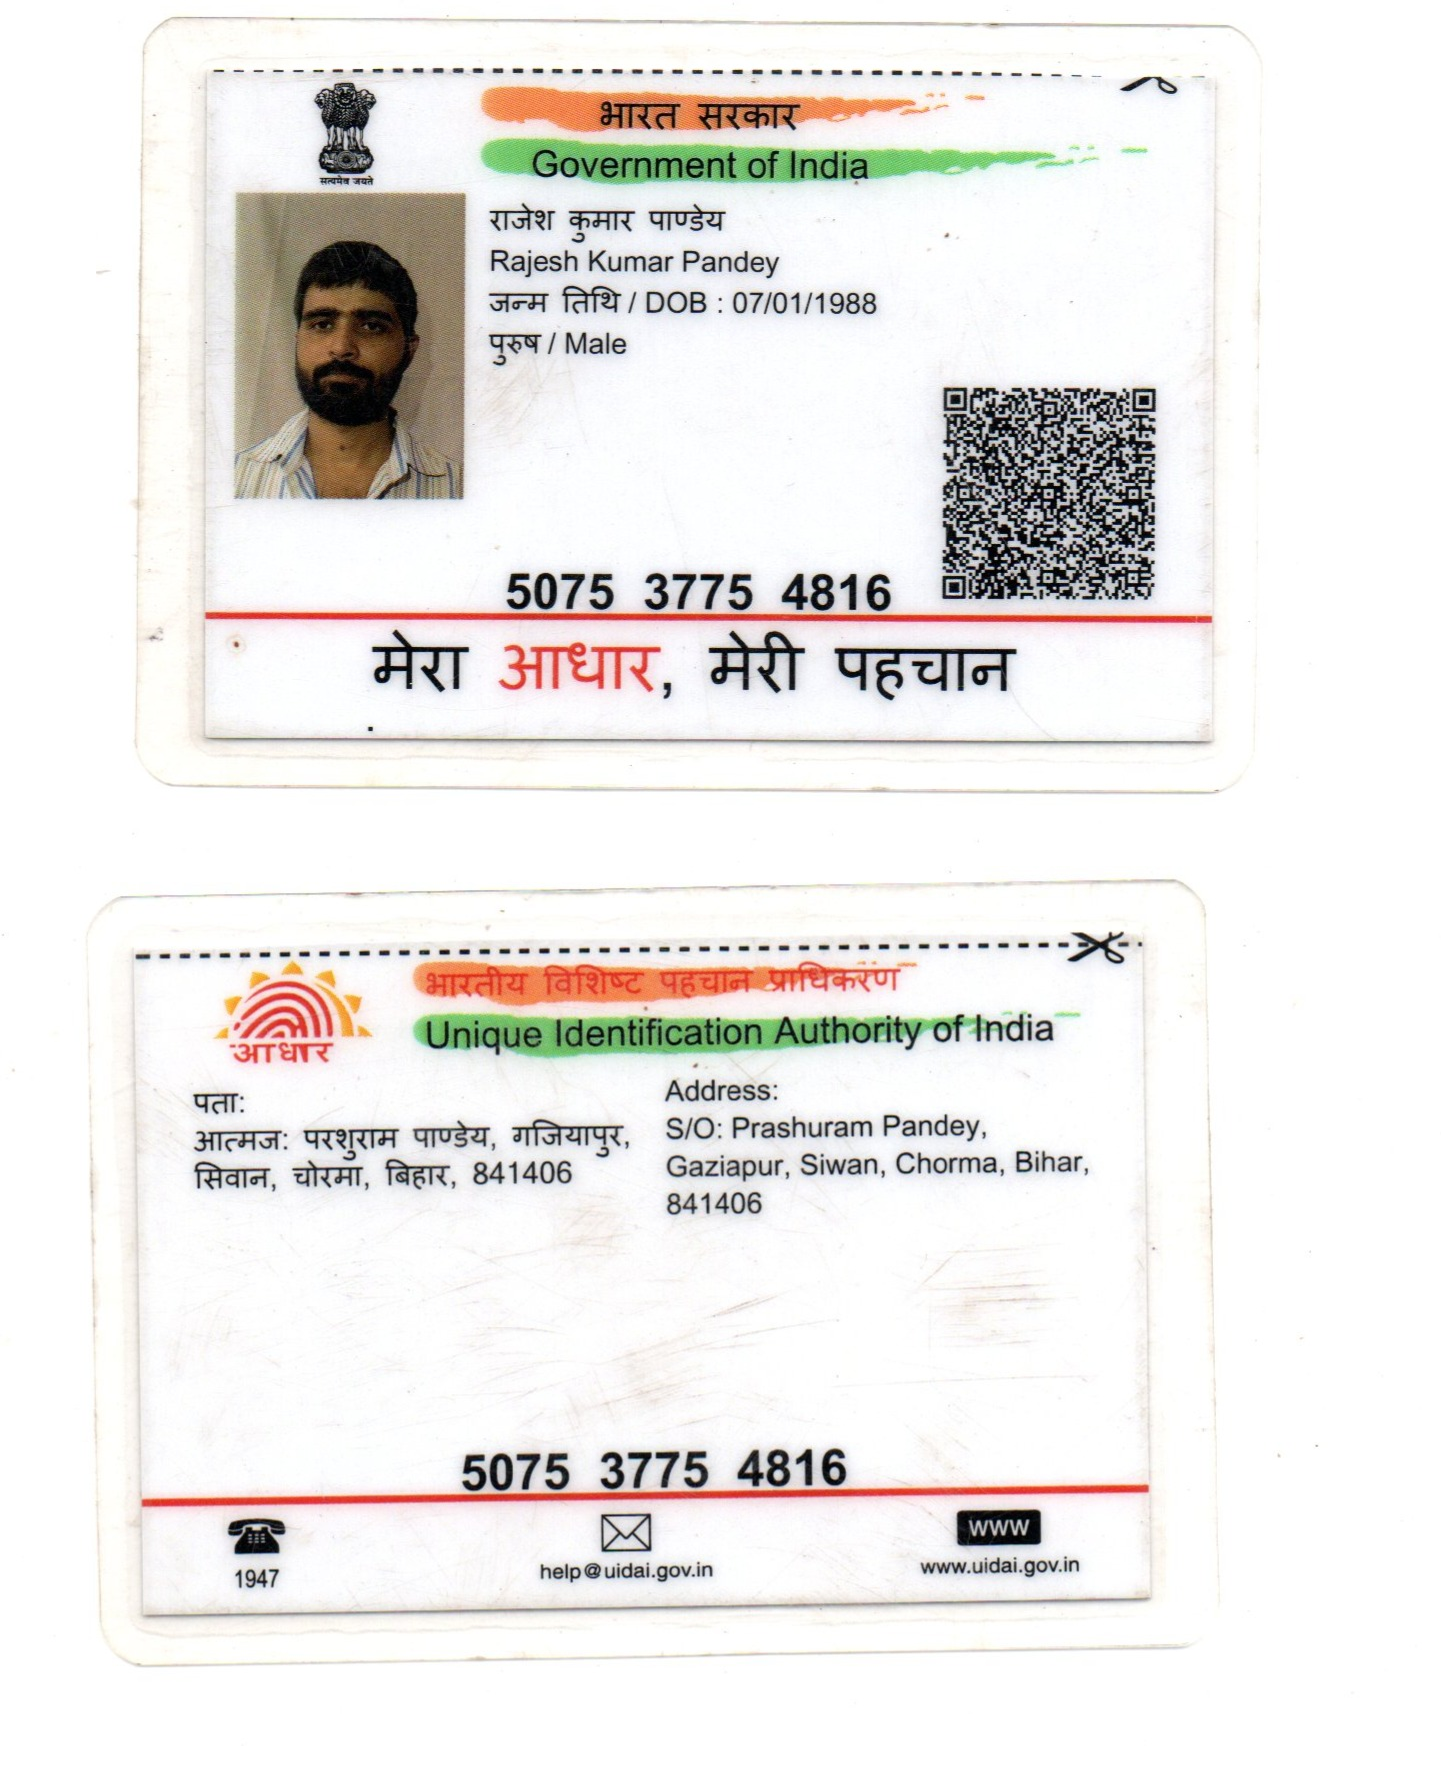 सत्यमेव जयते
भारत सरकार
Government of India
राजेश कुमार पाण्डेय
Rajesh Kumar Pandey
जन्म तिथि / DOB : 07/01/1988
पुरुष / Male
5075 3775 4816
मेरा आधार, मेरी पहचान
आधार
भारतीय विशिष्ट पहचान प्राधिकरण
Unique Identification Authority of India
पता:
आत्मज: परशुराम पाण्डेय, गजियापुर,
सिवान, चोरमा, बिहार, 841406
Address:
S/O: Prashuram Pandey,
Gaziapur, Siwan, Chorma, Bihar,
841406
5075 3775 4816
1947
help@uidai.gov.in
www
www.uidai.gov.in